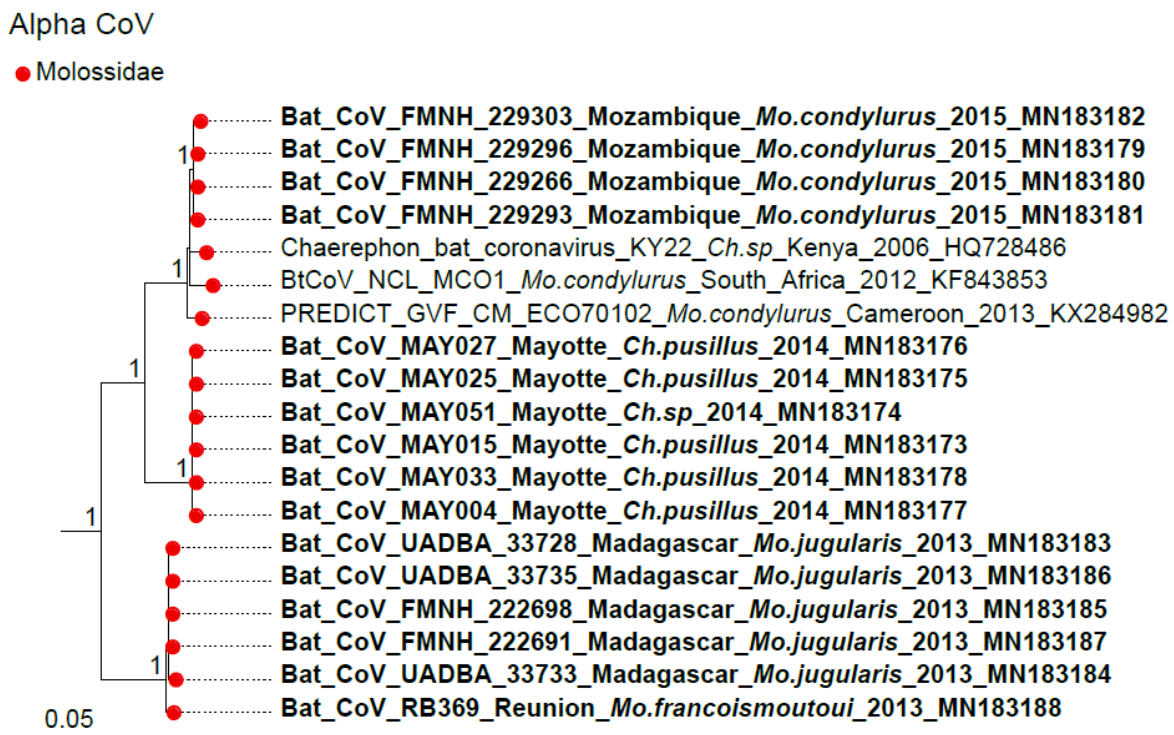 Alpha CoV
Molossidae
Bat_CoV_FMNH_229303_Mozambique_Mo.condylurus_2015_MN183182
1
Bat_CoV_FMNH_229296_Mozambique_Mo.condylurus_2015_MN183179
Bat_CoV_FMNH_229266_Mozambique_Mo.condylurus_2015_MN183180
Bat_CoV_FMNH_229293_Mozambique_Mo.condylurus_2015_MN183181
Chaerephon_bat_coronavirus_KY22_Ch.sp_Kenya_2006_HQ728486
1
BtCoV_NCL_MCO1_Mo.condylurus_South_Africa_2012_KF843853
PREDICT_GVF_CM_ECO70102_Mo.condylurus_Cameroon_2013_KX284982
Bat_CoV_MAY027_Mayotte_Ch.pusillus_2014_MN183176
1
Bat_CoV_MAY025_Mayotte_Ch.pusillus_2014_MN183175
Bat_CoV_MAY051_Mayotte_Ch.sp_2014_MN183174
Bat_CoV_MAY015_Mayotte_Ch.pusillus_2014_MN183173
1
Bat_CoV_MAY033_Mayotte_Ch.pusillus_2014_MN183178
Bat_CoV_MAY004_Mayotte_Ch.pusillus_2014_MN183177
1
Bat_CoV_UADBA_33728_Madagascar_Mo.jugularis_2013_MN183183
Bat_CoV_UADBA_33735_Madagascar_Mo.jugularis_2013_MN183186
Bat_CoV_FMNH_222698_Madagascar_Mo.jugularis_2013_MN183185
Bat_CoV_FMNH_222691_Madagascar_Mo.jugularis_2013_MN183187
1
Bat_CoV_UADBA_33733_Madagascar_Mo.jugularis_2013_MN183184
Bat_CoV_RB369_Reunion_Mo.francoismoutoui_2013_MN183188
0.05